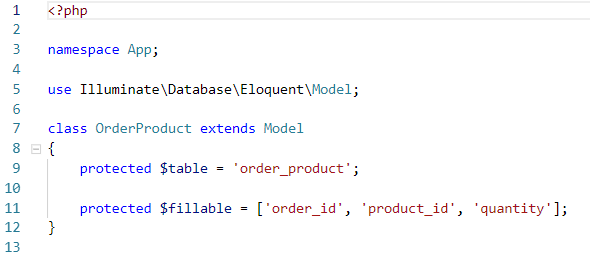 1 <?php
2
3 namespace App;
4
5 use Illuminate\Database\Eloquent\Model;
6
7 class OrderProduct extends Model
8 {
9 protected $table = 'order_product';
10
11 protected $fillable = ['order_id', 'product_id', 'quantity'];
12 }
13